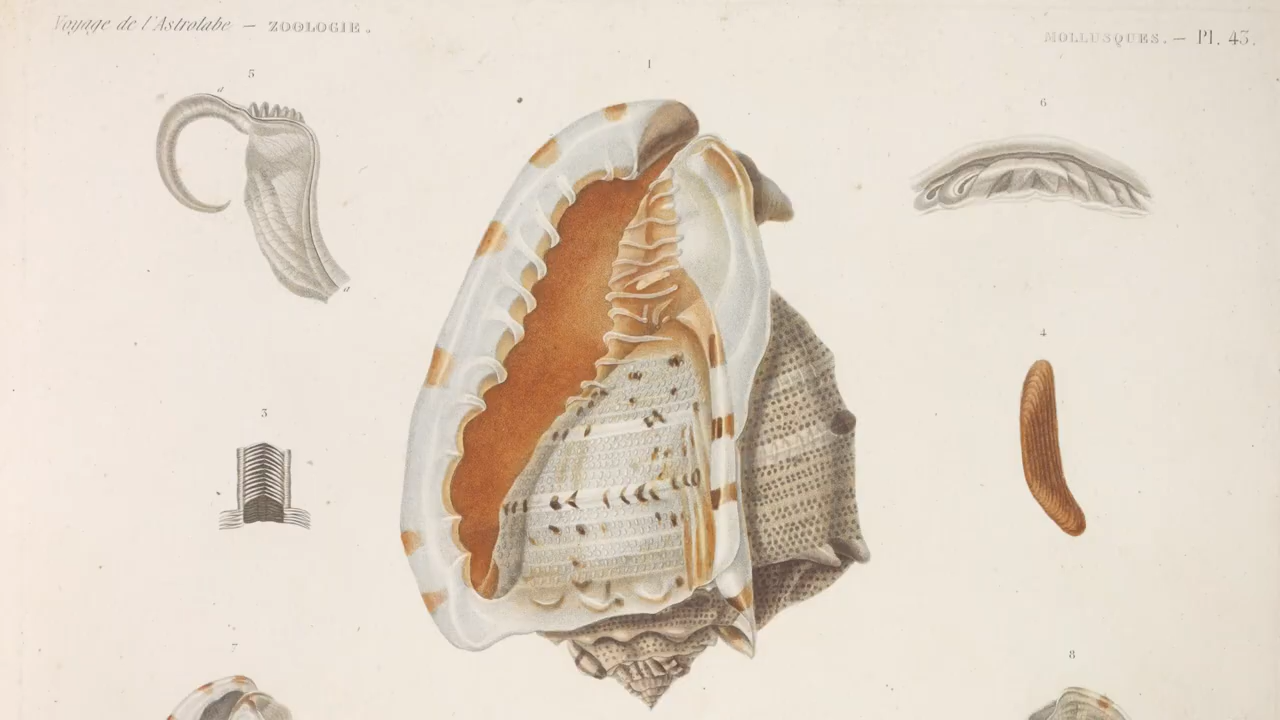 Voyage de l'Astrolabe — ZOOLOGIE.
MOLLUSQUES. — Pl. 43.
1
5
a
a
6
4
3
7
8